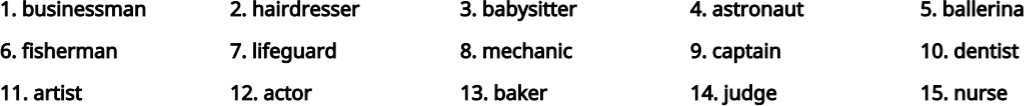 1. businessman 2. hairdresser 3. babysitter 4. astronaut 5. ballerina
6. fisherman 7. lifeguard 8. mechanic 9. captain 10. dentist
11. artist 12. actor 13. baker 14. judge 15. nurse